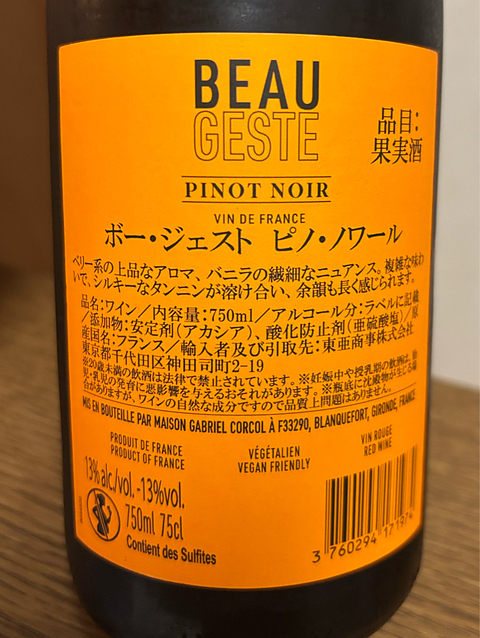 BEAU
GESTE
品目:
果実酒
PINOT NOIR
VIN DE FRANCE
ボー・ジェスト ピノ・ノワール
ベリー系の上品なアロマ、バニラの繊細なニュアンス。複雑な味わ
いで、シルキーなタンニンが溶け合い、余韻も長く感じられます。
品名:ワイン/内容量:750ml/アルコール分:ラベルに記載
/添加物:安定剤(アカシア)、酸化防止剤(亜硫酸塩)/原
産国名:フランス/輸入者及び引取先:東亜商事株式会社
東京都千代田区神田司町2-19
※20歳未満の飲酒は法律で禁止されています。※妊娠中や授乳期の飲酒は、胎
児・乳児の発育に悪影響を与えるおそれがあります。※瓶底に沈殿物が生じる場
合がありますが、ワインの自然な成分ですので品質上問題はありません。
MIS EN BOUTEILLE PAR MAISON GABRIEL CORCOL À F33290, BLANQUEFORT, GIRONDE, FRANCE
PRODUIT DE FRANCE
PRODUCT OF FRANCE
VÉGÉTALIEN
VEGAN FRIENDLY
VIN ROUGE
RED WINE
13% alc./vol. -13%vol.
750ml 75cl
Contient des Sulfites
3 760294 171974